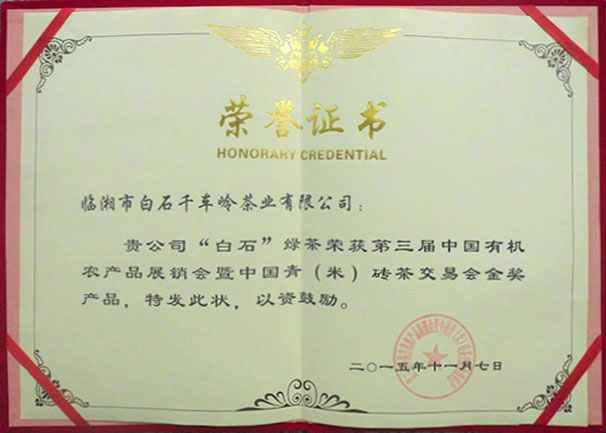 荣誉证书
HONORARY CREDENTIAL
临湘市白石千车岭茶业有限公司：
贵公司“白石”绿茶荣获第三届中国有机
农产品展销会暨中国青（米）砖茶交易会金奖
产品，特发此状，以资鼓励。
二〇一五年十一月七日